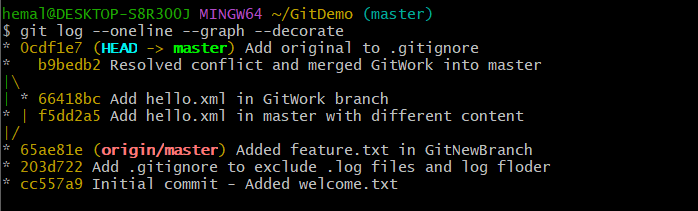 hemal@DESKTOP-S8R3OOJ MINGW64 ~/GitDemo (master)
$ git log --oneline --graph --decorate
* 0cdf1e7 (HEAD -> master) Add original to .gitignore
*   b9bedb2 Resolved conflict and merged GitWork into master
|\
| * 66418bc Add hello.xml in GitWork branch
* | f5dd2a5 Add hello.xml in master with different content
|/
* 65ae81e (origin/master) Added feature.txt in GitNewBranch
* 203d722 Add .gitignore to exclude .log files and log floder
* cc557a9 Initial commit - Added welcome.txt